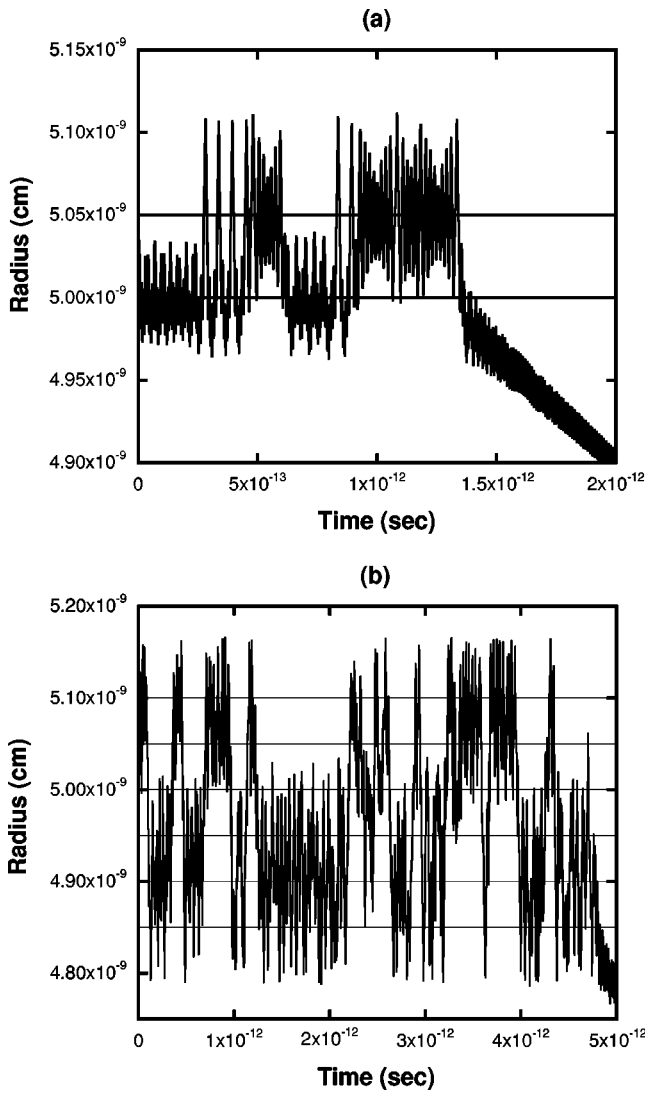 (a)
5.15x10⁻⁹
5.10x10⁻⁹
5.05x10⁻⁹
5.00x10⁻⁹
4.95x10⁻⁹
4.90x10⁻⁹
Radius (cm)
0 5x10⁻¹³ 1x10⁻¹² 1.5x10⁻¹² 2x10⁻¹²
Time (sec)
(b)
5.20x10⁻⁹
5.10x10⁻⁹
5.00x10⁻⁹
4.90x10⁻⁹
4.80x10⁻⁹
Radius (cm)
0 1x10⁻¹² 2x10⁻¹² 3x10⁻¹² 4x10⁻¹² 5x10⁻¹²
Time (sec)